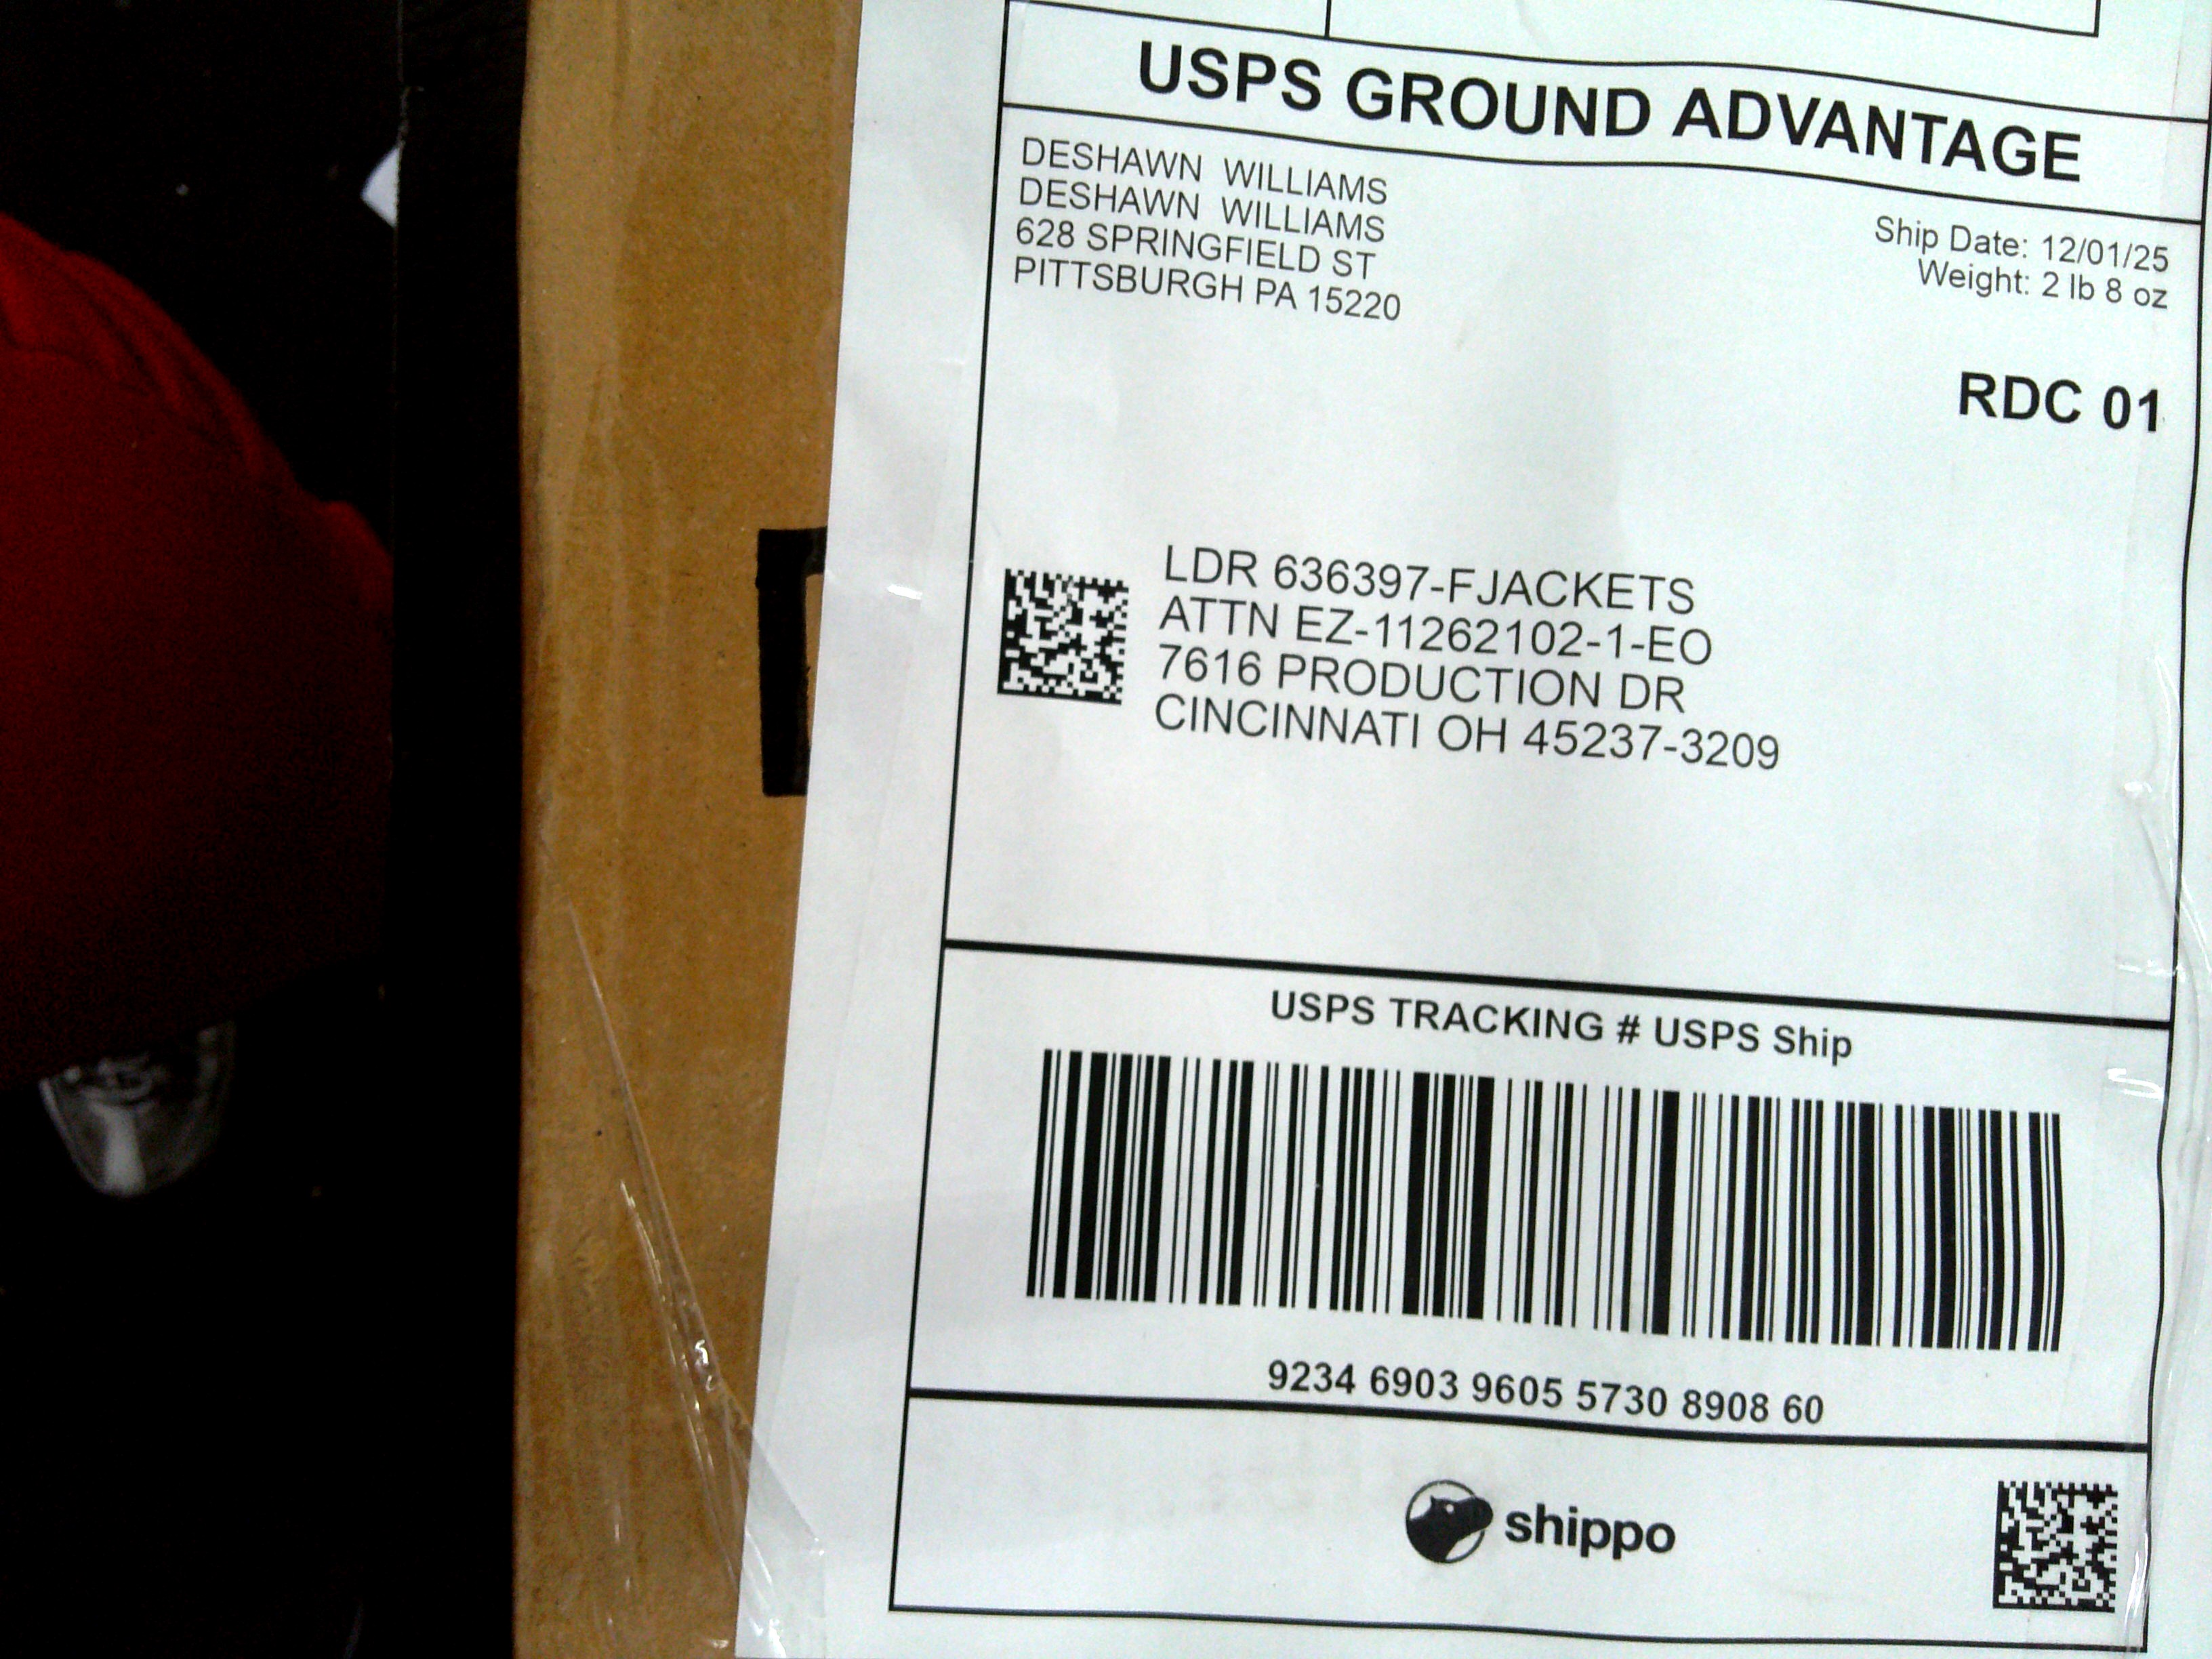 USPS GROUND ADVANTAGE
DESHAWN WILLIAMS
DESHAWN WILLIAMS
628 SPRINGFIELD ST
PITTSBURGH PA 15220
Ship Date: 12/01/25
Weight: 2 lb 8 oz
RDC 01
LDR 636397-FJACKETS
ATTN EZ-11262102-1-EO
7616 PRODUCTION DR
CINCINNATI OH 45237-3209
USPS TRACKING # USPS Ship
9234 6903 9605 5730 8908 60
shippo